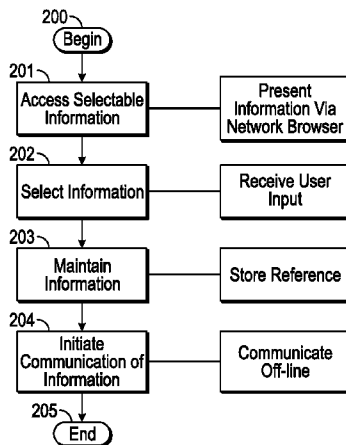 200
Begin
201
Access Selectable
Information
Present
Information Via
Network Browser
202
Select Information
Receive User
Input
203
Maintain
Information
Store Reference
204
Initiate
Communication of
Information
Communicate
Off-line
205
End